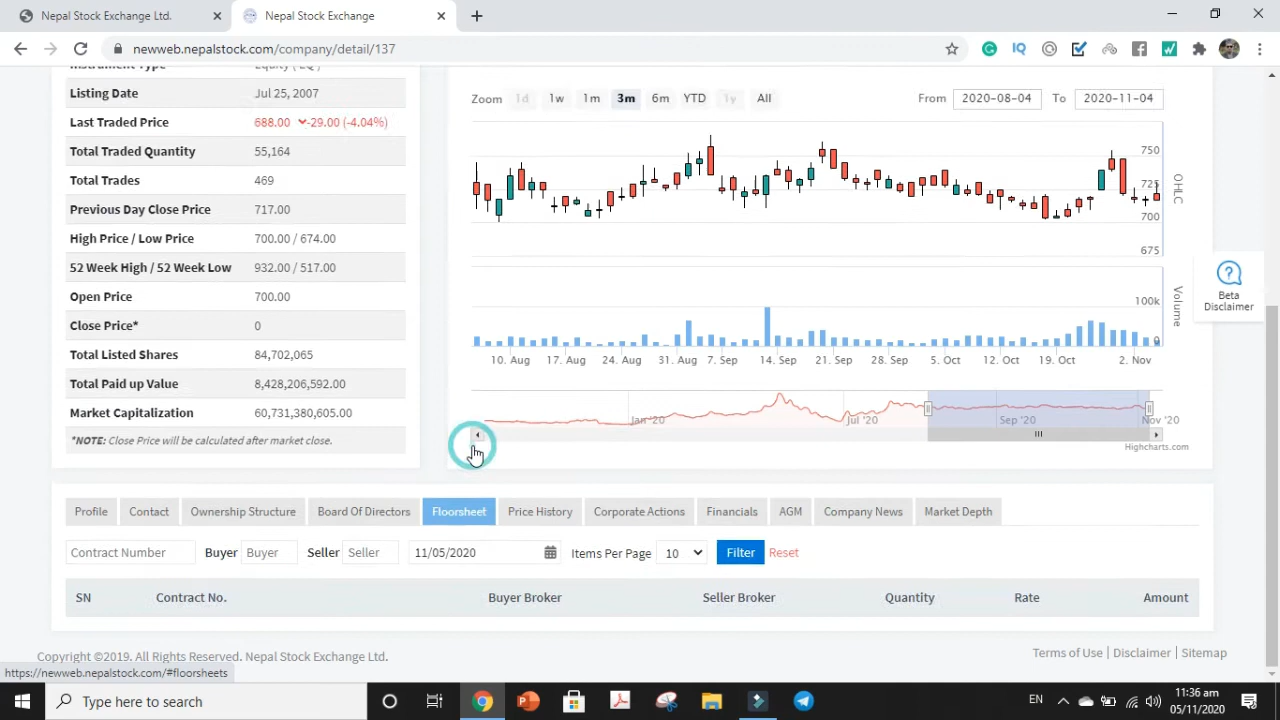 Nepal Stock Exchange Ltd.
Nepal Stock Exchange
newweb.nepalstock.com/company/detail/137
Instrument Type Equity ( EQ )
Listing Date Jul 25, 2007
Last Traded Price 688.00 -29.00 (-4.04%)
Total Traded Quantity 55,164
Total Trades 469
Previous Day Close Price 717.00
High Price / Low Price 700.00 / 674.00
52 Week High / 52 Week Low 932.00 / 517.00
Open Price 700.00
Close Price* 0
Total Listed Shares 84,702,065
Total Paid up Value 8,428,206,592.00
Market Capitalization 60,731,380,605.00
*NOTE: Close Price will be calculated after market close.
Zoom 1d 1w 1m 3m 6m YTD 1y All From 2020-08-04 To 2020-11-04
750
725
700
675
OHLC
100k
0
Volume
10. Aug 17. Aug 24. Aug 31. Aug 7. Sep 14. Sep 21. Sep 28. Sep 5. Oct 12. Oct 19. Oct 2. Nov
Jan '20 Jul '20 Sep '20 Nov '20
Highcharts.com
Beta
Disclaimer
Profile Contact Ownership Structure Board Of Directors Floorsheet Price History Corporate Actions Financials AGM Company News Market Depth
Contract Number Buyer Buyer Seller Seller 11/05/2020 Items Per Page 10 Filter Reset
SN Contract No. Buyer Broker Seller Broker Quantity Rate Amount
Copyright ©2019. All Rights Reserved. Nepal Stock Exchange Ltd.
Terms of Use | Disclaimer | Sitemap
https://newweb.nepalstock.com/#floorsheets
Type here to search
EN
11:36 am
05/11/2020